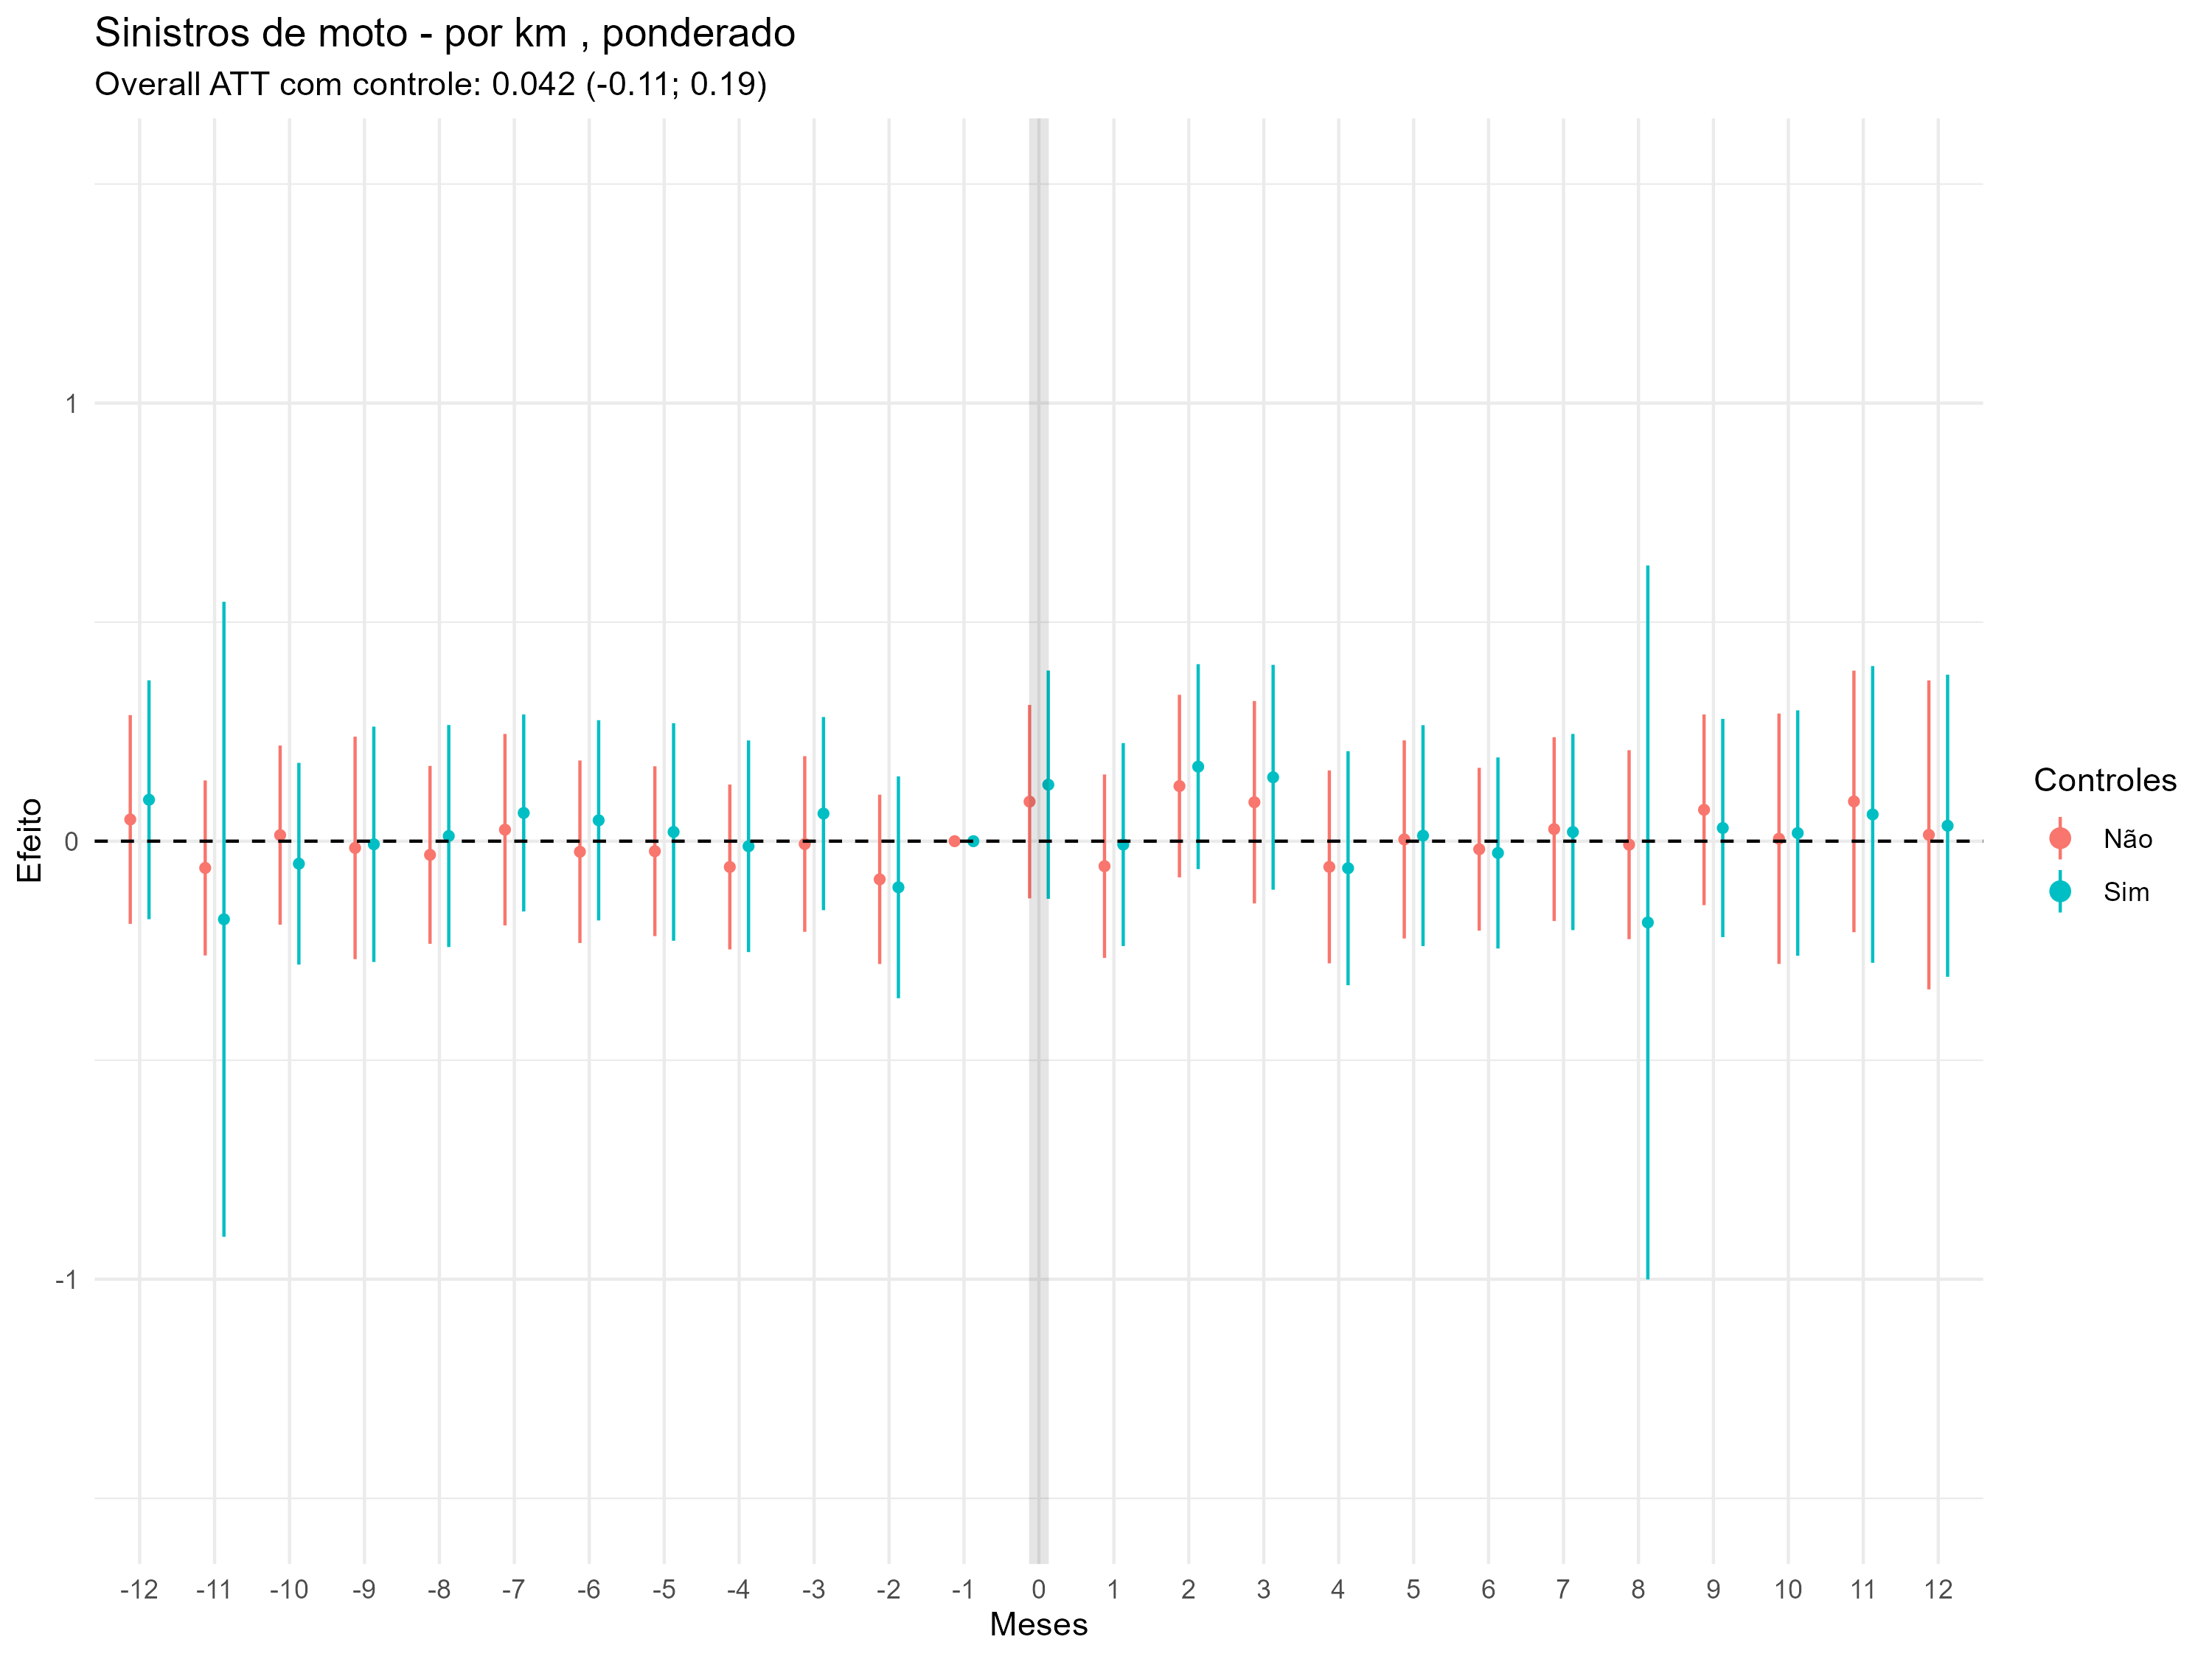 Sinistros de moto - por km , ponderado
Overall ATT com controle: 0.042 (-0.11; 0.19)
1
0
-1
Efeito
-12 -11 -10 -9 -8 -7 -6 -5 -4 -3 -2 -1 0 1 2 3 4 5 6 7 8 9 10 11 12
Meses
Controles
Não
Sim